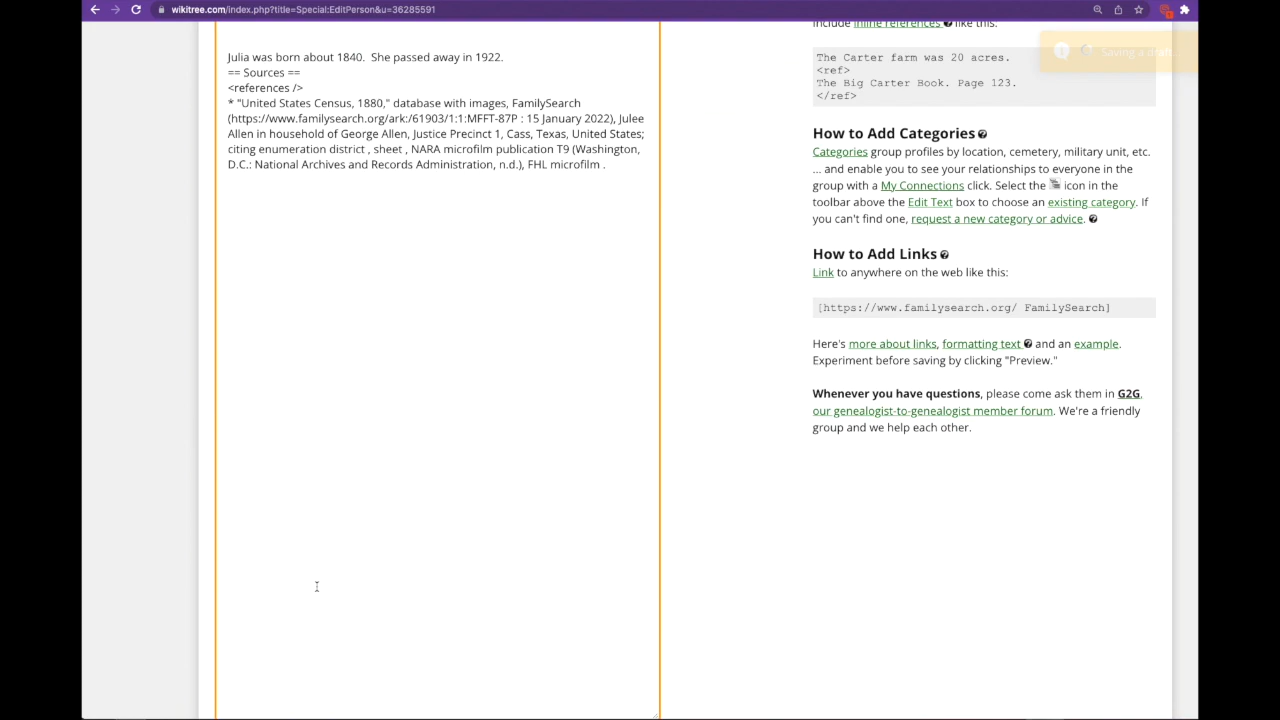 wikitree.com/index.php?title=Special:EditPerson&u=36285591
Julia was born about 1840.  She passed away in 1922.
== Sources ==
<references />
* "United States Census, 1880," database with images, FamilySearch
(https://www.familysearch.org/ark:/61903/1:1:MFFT-87P : 15 January 2022), Julee
Allen in household of George Allen, Justice Precinct 1, Cass, Texas, United States;
citing enumeration district , sheet , NARA microfilm publication T9 (Washington,
D.C.: National Archives and Records Administration, n.d.), FHL microfilm .
include inline references ? like this:
Saving a draft
The Carter farm was 20 acres.
<ref>
The Big Carter Book. Page 123.
</ref>
How to Add Categories ?
Categories group profiles by location, cemetery, military unit, etc.
... and enable you to see your relationships to everyone in the
group with a My Connections click. Select the icon in the
toolbar above the Edit Text box to choose an existing category. If
you can't find one, request a new category or advice. ?
How to Add Links ?
Link to anywhere on the web like this:
[https://www.familysearch.org/ FamilySearch]
Here's more about links, formatting text ? and an example.
Experiment before saving by clicking "Preview."
Whenever you have questions, please come ask them in G2G,
our genealogist-to-genealogist member forum. We're a friendly
group and we help each other.